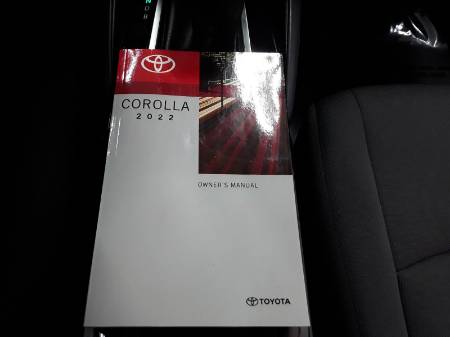 N
D
B
COROLLA
2022
OWNER'S MANUAL
TOYOTA